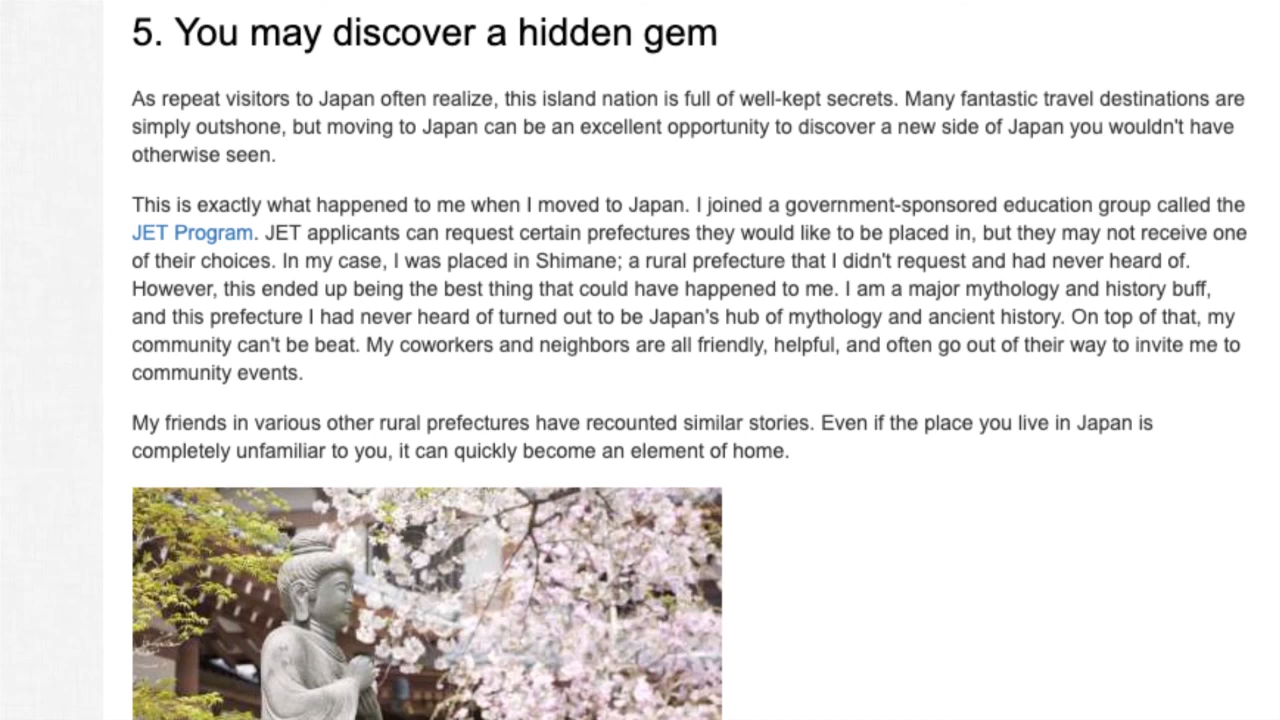 5. You may discover a hidden gem
As repeat visitors to Japan often realize, this island nation is full of well-kept secrets. Many fantastic travel destinations are
simply outshone, but moving to Japan can be an excellent opportunity to discover a new side of Japan you wouldn't have
otherwise seen.
This is exactly what happened to me when I moved to Japan. I joined a government-sponsored education group called the
JET Program. JET applicants can request certain prefectures they would like to be placed in, but they may not receive one
of their choices. In my case, I was placed in Shimane; a rural prefecture that I didn't request and had never heard of.
However, this ended up being the best thing that could have happened to me. I am a major mythology and history buff,
and this prefecture I had never heard of turned out to be Japan's hub of mythology and ancient history. On top of that, my
community can't be beat. My coworkers and neighbors are all friendly, helpful, and often go out of their way to invite me to
community events.
My friends in various other rural prefectures have recounted similar stories. Even if the place you live in Japan is
completely unfamiliar to you, it can quickly become an element of home.